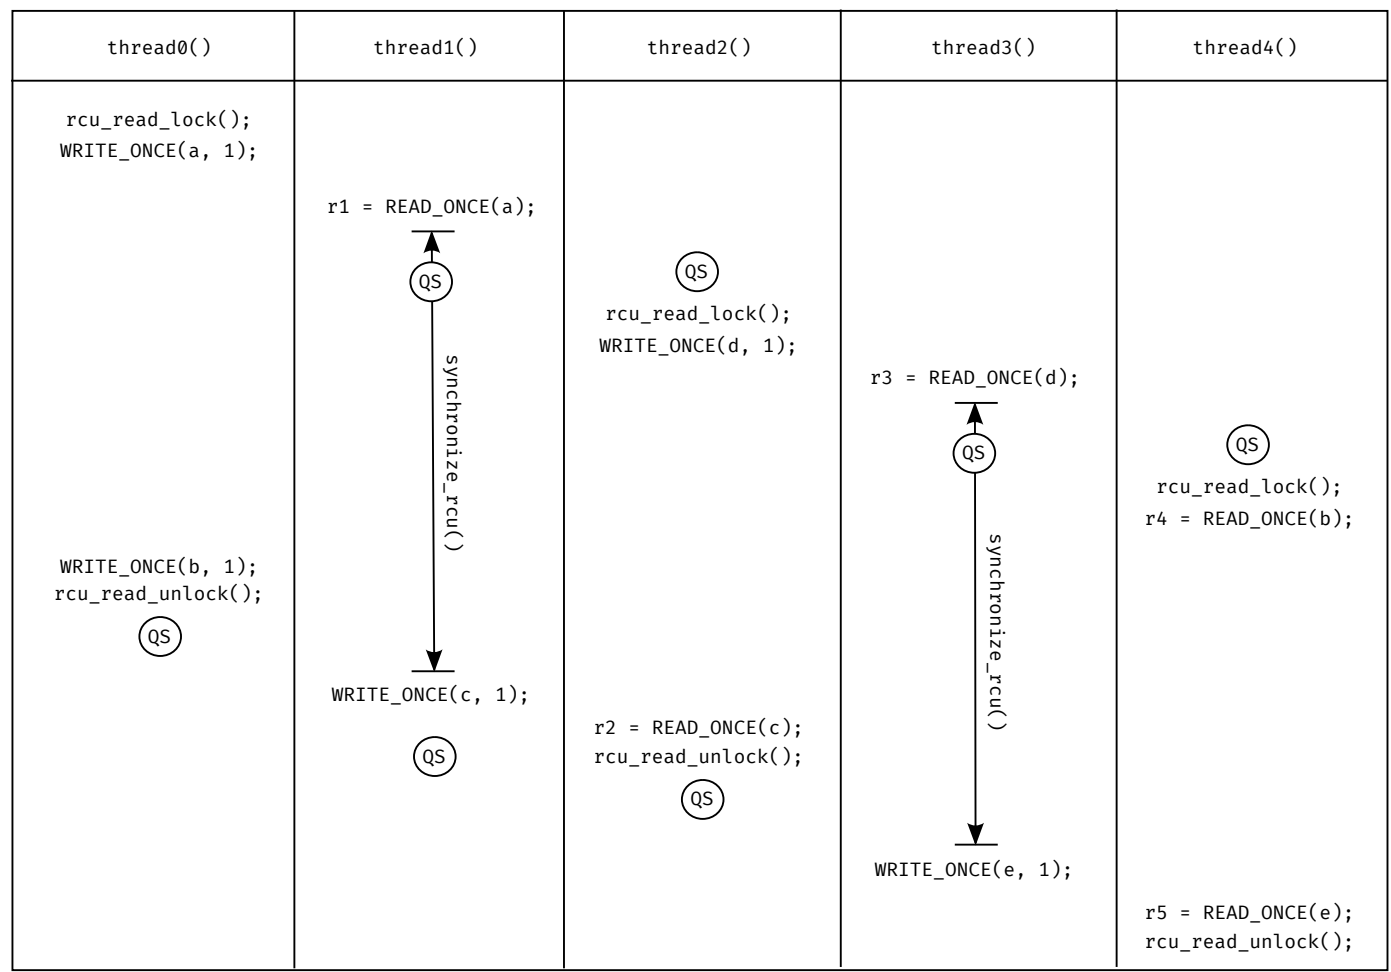 thread0()
thread1()
thread2()
thread3()
thread4()
rcu_read_lock();
WRITE_ONCE(a, 1);
WRITE_ONCE(b, 1);
rcu_read_unlock();
QS
r1 = READ_ONCE(a);
QS
synchronize_rcu()
WRITE_ONCE(c, 1);
QS
QS
rcu_read_lock();
WRITE_ONCE(d, 1);
r2 = READ_ONCE(c);
rcu_read_unlock();
QS
r3 = READ_ONCE(d);
QS
synchronize_rcu()
WRITE_ONCE(e, 1);
QS
rcu_read_lock();
r4 = READ_ONCE(b);
r5 = READ_ONCE(e);
rcu_read_unlock();